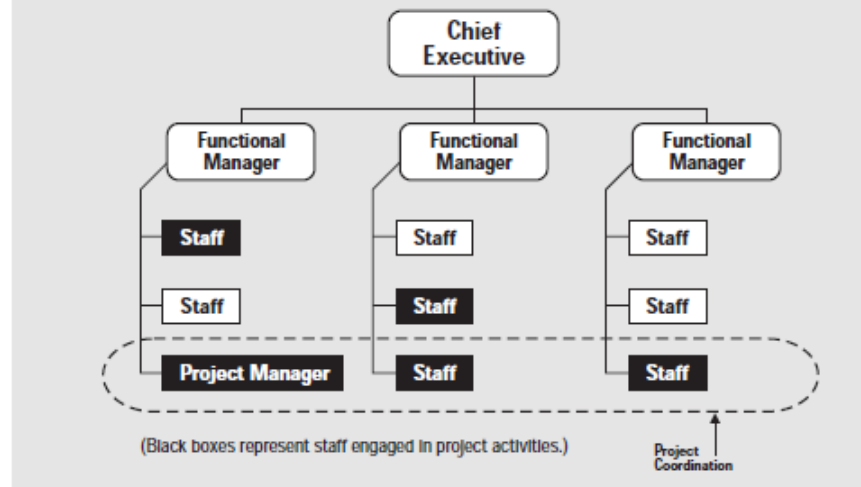 Chief
Executive
Functional
Manager
Functional
Manager
Functional
Manager
Staff
Staff
Staff
Staff
Staff
Staff
Project Manager
Staff
Staff
(Black boxes represent staff engaged in project activities.)
Project
Coordination